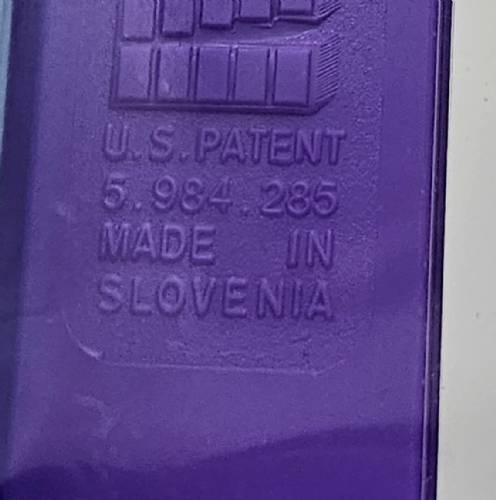 U.S.PATENT
5.984.285
MADE IN
SLOVENIA